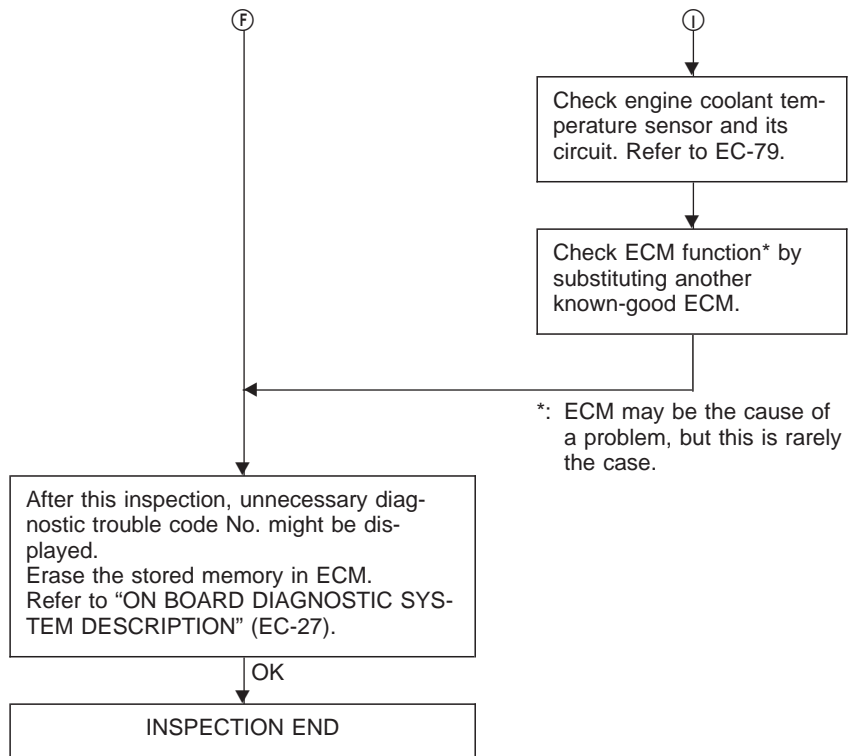 F
I
Check engine coolant tem-
perature sensor and its
circuit. Refer to EC-79.
Check ECM function* by
substituting another
known-good ECM.
*: ECM may be the cause of
a problem, but this is rarely
the case.
After this inspection, unnecessary diag-
nostic trouble code No. might be dis-
played.
Erase the stored memory in ECM.
Refer to “ON BOARD DIAGNOSTIC SYS-
TEM DESCRIPTION” (EC-27).
OK
INSPECTION END